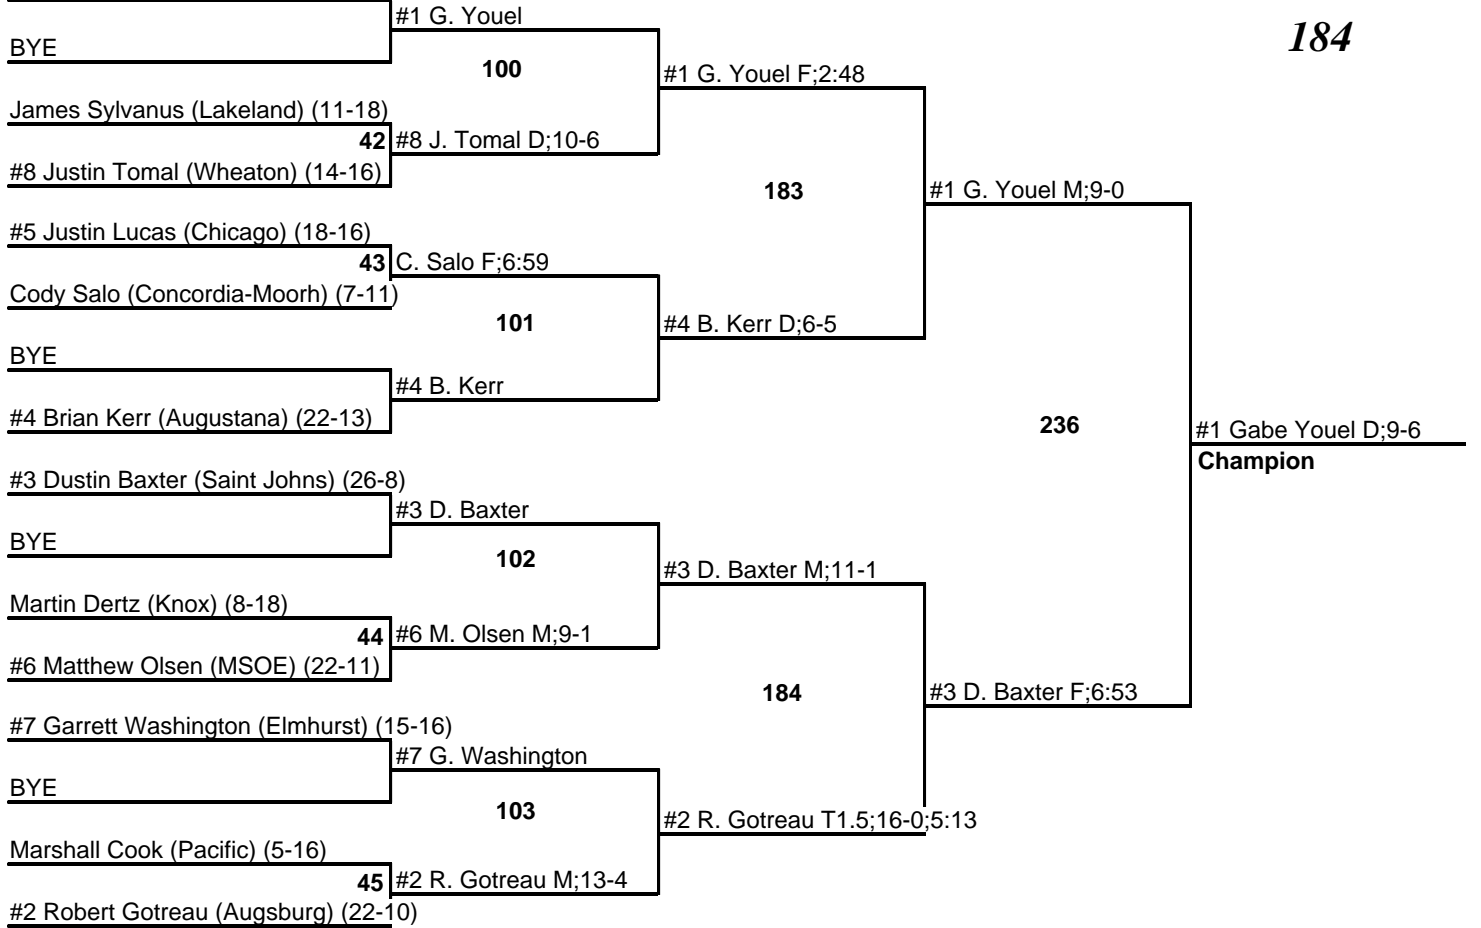 #1 G. Youel
184
BYE
100
#1 G. Youel F;2:48
James Sylvanus (Lakeland) (11-18)
42
#8 J. Tomal D;10-6
#8 Justin Tomal (Wheaton) (14-16)
183
#1 G. Youel M;9-0
#5 Justin Lucas (Chicago) (18-16)
43
C. Salo F;6:59
Cody Salo (Concordia-Moorh) (7-11)
101
#4 B. Kerr D;6-5
BYE
#4 B. Kerr
#4 Brian Kerr (Augustana) (22-13)
236
#1 Gabe Youel D;9-6
Champion
#3 Dustin Baxter (Saint Johns) (26-8)
#3 D. Baxter
BYE
102
#3 D. Baxter M;11-1
Martin Dertz (Knox) (8-18)
44
#6 M. Olsen M;9-1
#6 Matthew Olsen (MSOE) (22-11)
184
#3 D. Baxter F;6:53
#7 Garrett Washington (Elmhurst) (15-16)
#7 G. Washington
BYE
103
#2 R. Gotreau T1.5;16-0;5:13
Marshall Cook (Pacific) (5-16)
45
#2 R. Gotreau M;13-4
#2 Robert Gotreau (Augsburg) (22-10)